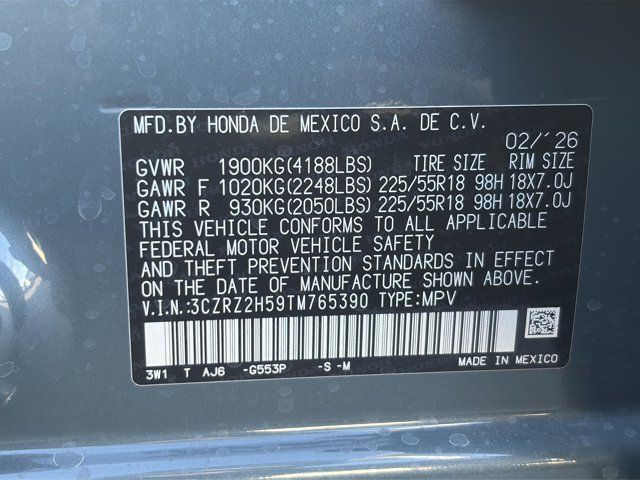 MFD.BY HONDA DE MEXICO S.A. DE C.V.
02/'26
GVWR 1900KG(4188LBS) TIRE SIZE RIM SIZE
GAWR F 1020KG(2248LBS) 225/55R18 98H 18X7.0J
GAWR R 930KG(2050LBS) 225/55R18 98H 18X7.0J
THIS VEHICLE CONFORMS TO ALL APPLICABLE
FEDERAL MOTOR VEHICLE SAFETY
AND THEFT PREVENTION STANDARDS IN EFFECT
ON THE DATE OF MANUFACTURE SHOWN ABOVE.
V.I.N.:3CZRZ2H59TM765390 TYPE:MPV
3W1 T AJ6 -G553P -S -M MADE IN MEXICO